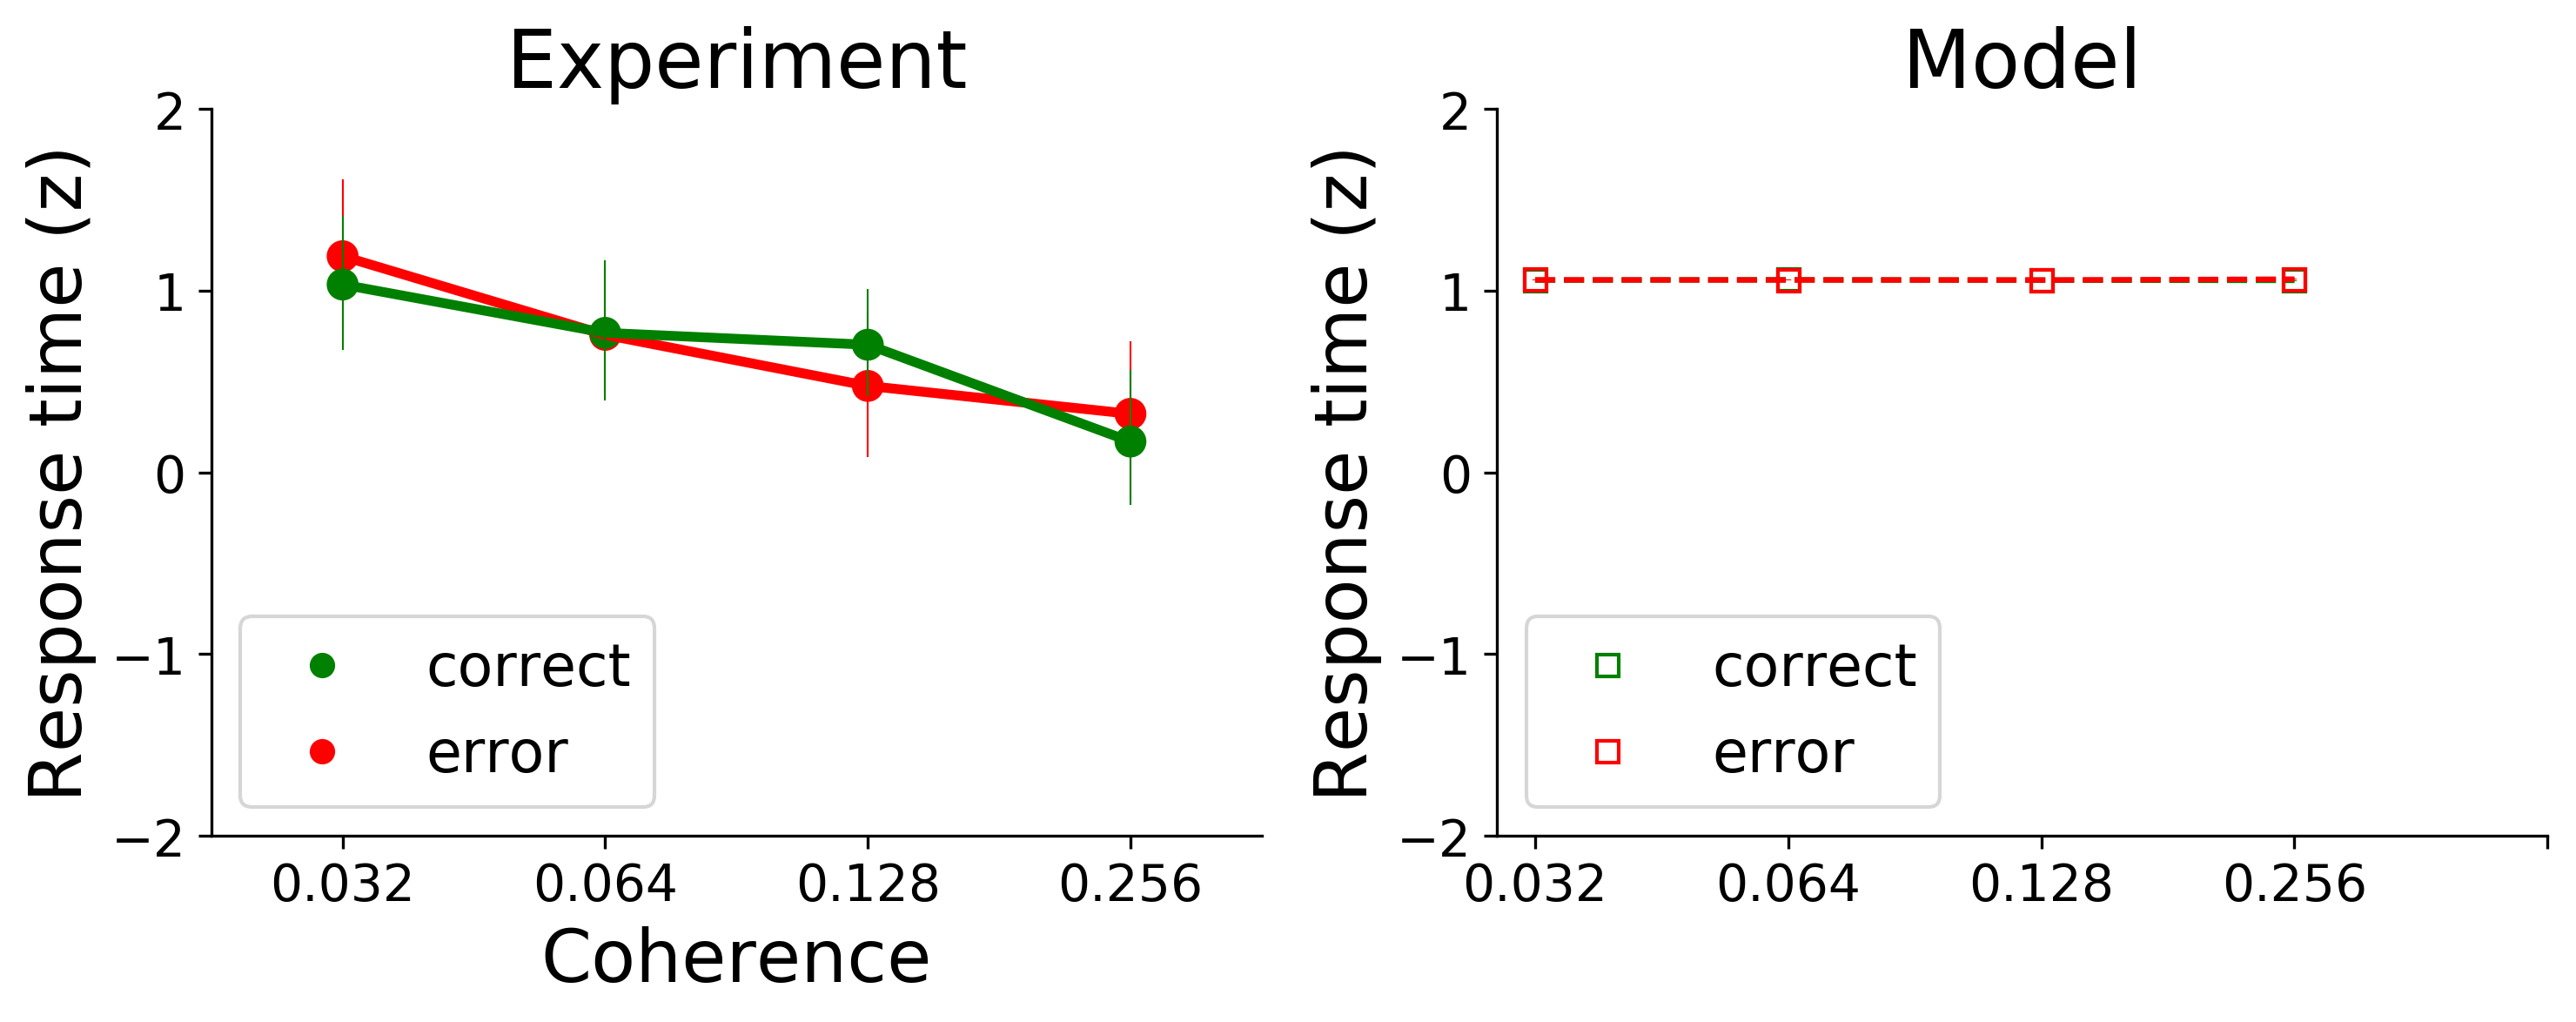 Experiment
Response time (z)
2
1
0
−1
−2
correct
error
0.032 0.064 0.128 0.256
Coherence
Model
Response time (z)
2
1
0
−1
−2
correct
error
0.032 0.064 0.128 0.256